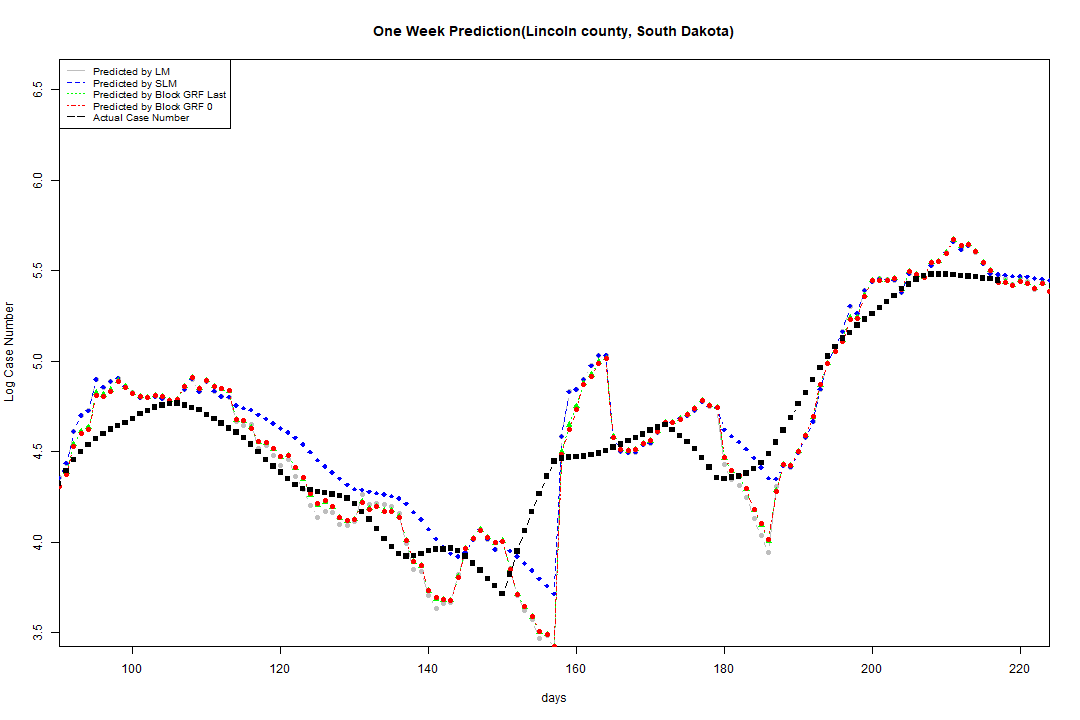 One Week Prediction(Lincoln county, South Dakota)
Predicted by LM
Predicted by SLM
Predicted by Block GRF Last
Predicted by Block GRF 0
Actual Case Number
Log Case Number
6.5
6.0
5.5
5.0
4.5
4.0
3.5
100 120 140 160 180 200 220
days